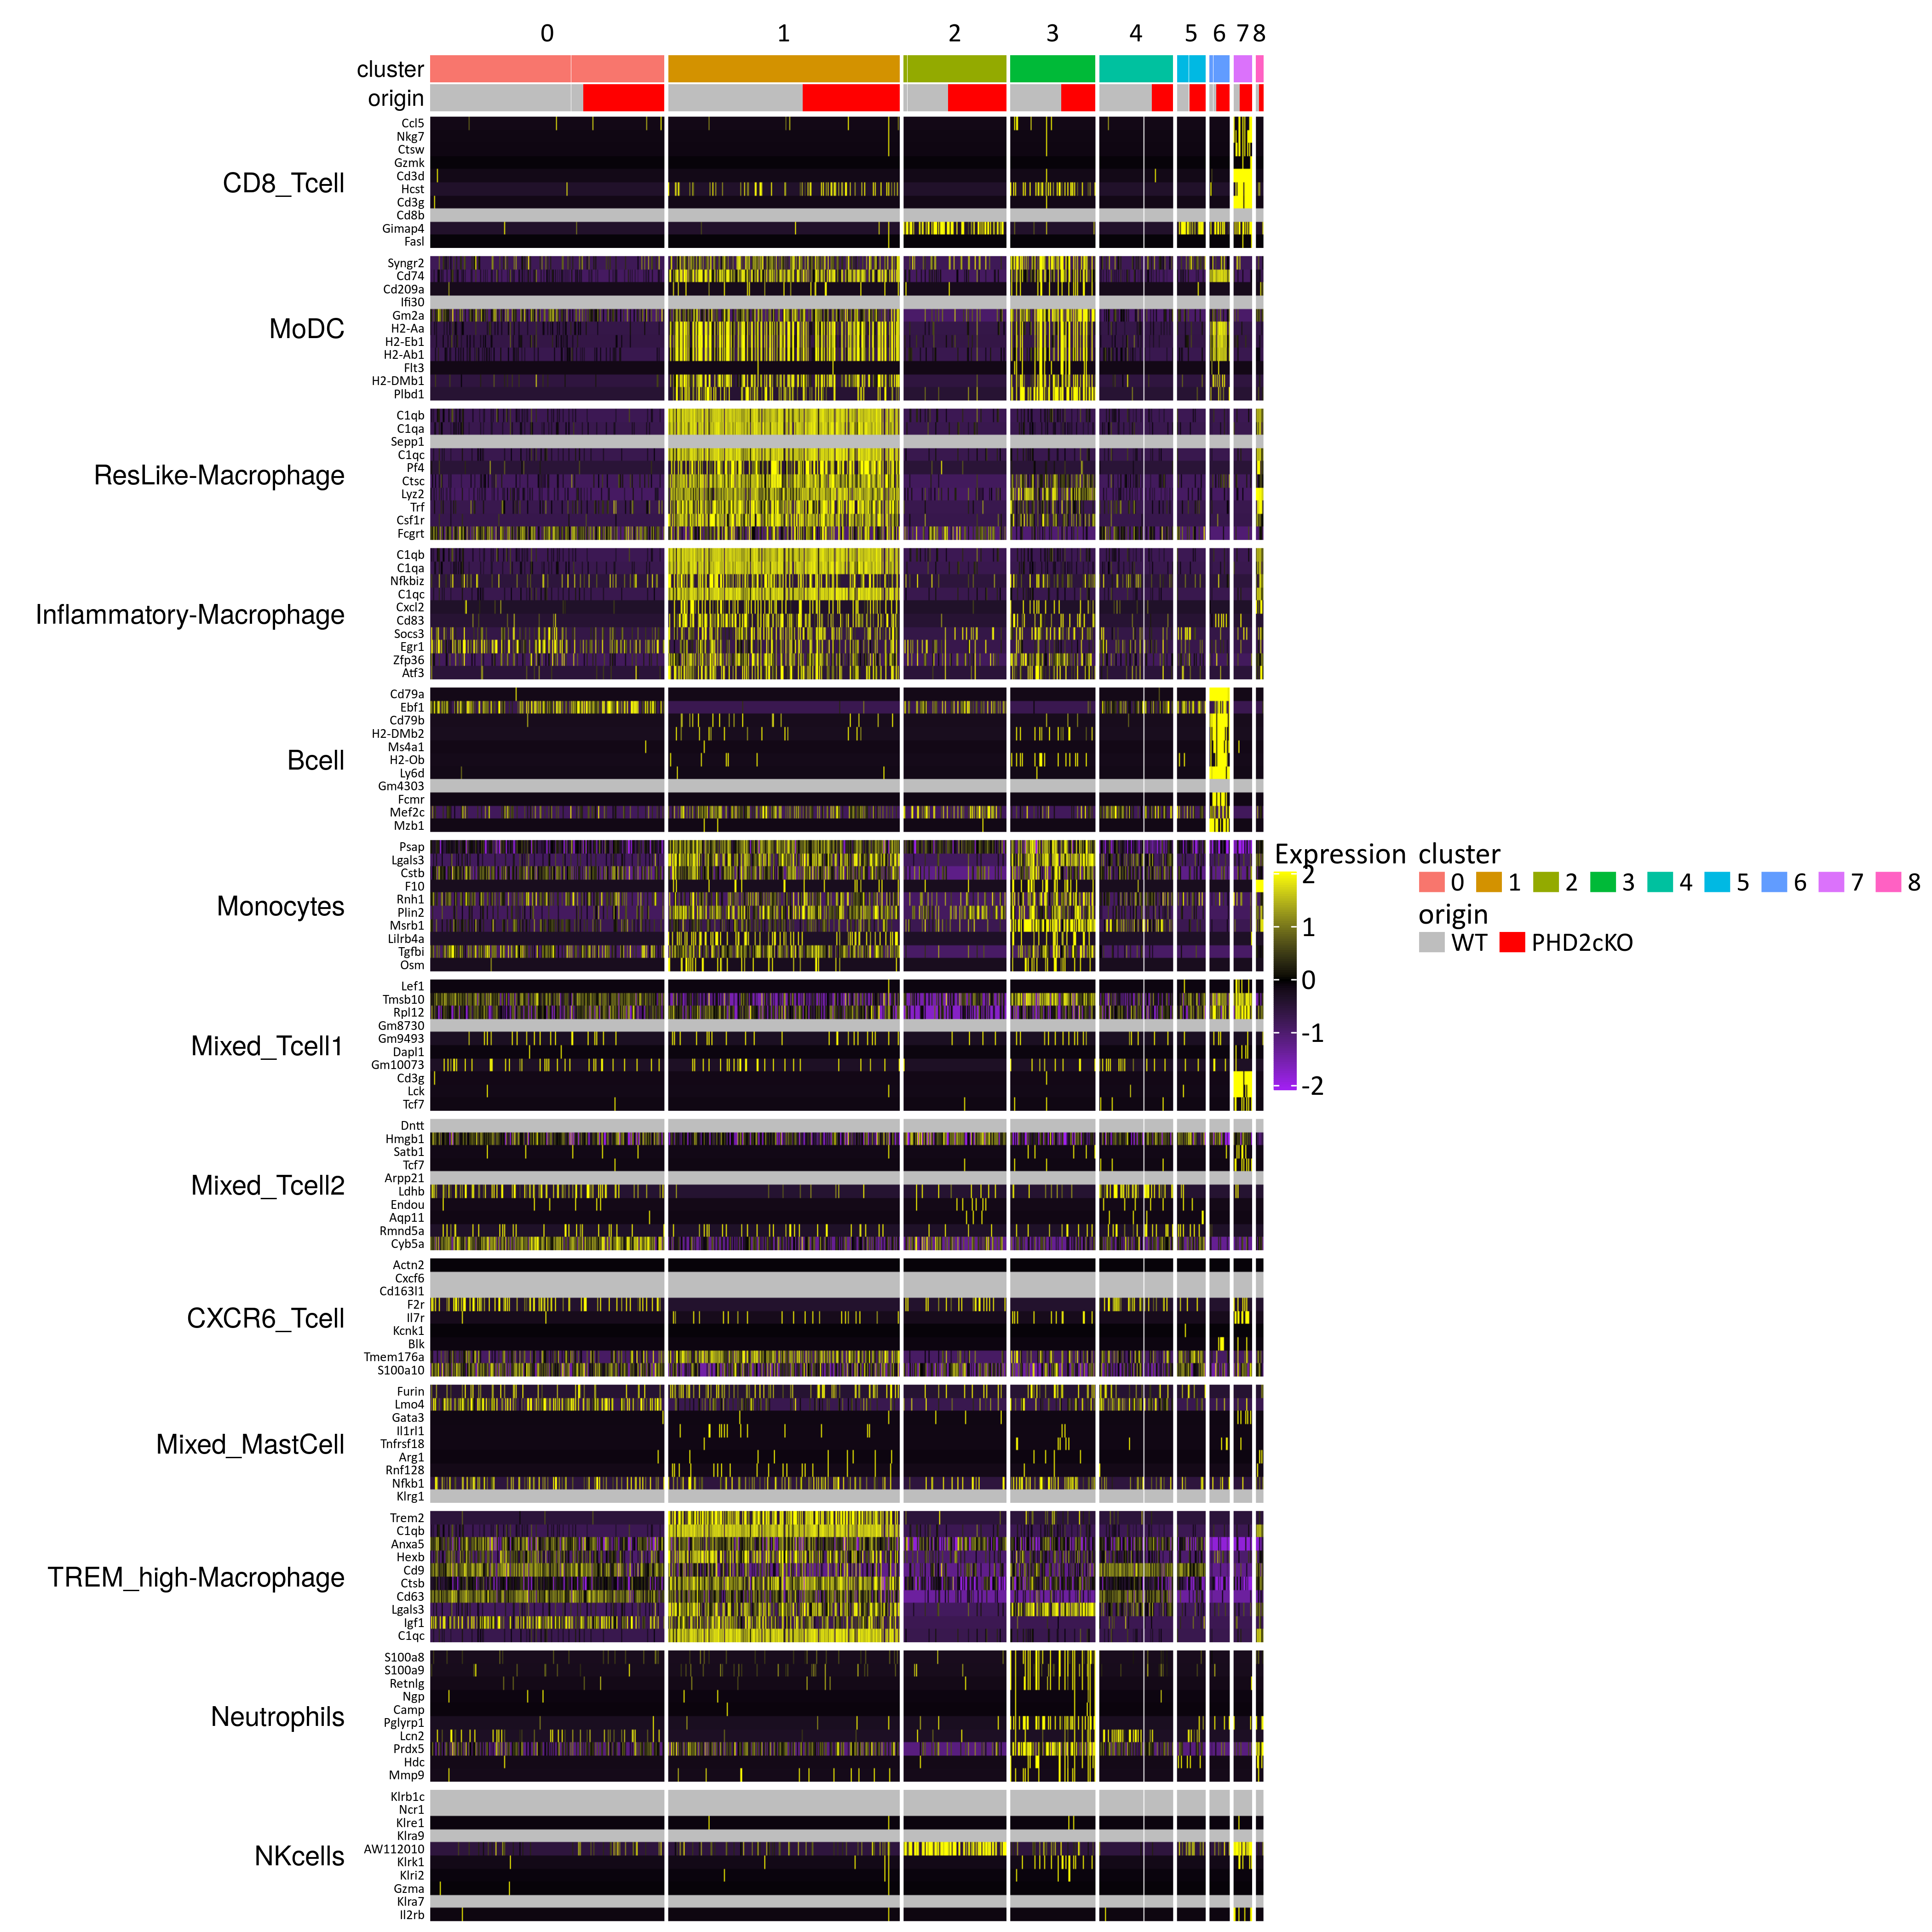 0 1 2 3 4 5 6 7 8
cluster
origin
CD8_Tcell
Ccl5
Nkg7
Ctsw
Gzmk
Cd3d
Hcst
Cd3g
Cd8b
Gimap4
Fasl
MoDC
Syngr2
Cd74
Cd209a
Ifi30
Gm2a
H2-Aa
H2-Eb1
H2-Ab1
Flt3
H2-DMb1
Plbd1
ResLike-Macrophage
C1qb
C1qa
Sepp1
C1qc
Pf4
Ctsc
Lyz2
Trf
Csf1r
Fcgrt
Inflammatory-Macrophage
C1qb
C1qa
Nfkbiz
C1qc
Cxcl2
Cd83
Socs3
Egr1
Zfp36
Atf3
Bcell
Cd79a
Ebf1
Cd79b
H2-DMb2
Ms4a1
H2-Ob
Ly6d
Gm4303
Fcmr
Mef2c
Mzb1
Monocytes
Psap
Lgals3
Cstb
F10
Rnh1
Plin2
Msrb1
Lilrb4a
Tgfbi
Osm
Mixed_Tcell1
Lef1
Tmsb10
Rpl12
Gm8730
Gm9493
Dapl1
Gm10073
Cd3g
Lck
Tcf7
Mixed_Tcell2
Dntt
Hmgb1
Satb1
Tcf7
Arpp21
Ldhb
Endou
Aqp11
Rmnd5a
Cyb5a
CXCR6_Tcell
Actn2
Cxcf6
Cd163l1
F2r
Il7r
Kcnk1
Blk
Tmem176a
S100a10
Mixed_MastCell
Furin
Lmo4
Gata3
Il1rl1
Tnfrsf18
Arg1
Rnf128
Nfkb1
Klrg1
TREM_high-Macrophage
Trem2
C1qb
Anxa5
Hexb
Cd9
Ctsb
Cd63
Lgals3
Igf1
C1qc
Neutrophils
S100a8
S100a9
Retnlg
Ngp
Camp
Pglyrp1
Lcn2
Prdx5
Hdc
Mmp9
NKcells
Klrb1c
Ncr1
Klre1
Klra9
AW112010
Klrk1
Klri2
Gzma
Klra7
Il2rb
Expression
2
1
0
-1
-2
cluster
0 1 2 3 4 5 6 7 8
origin
WT PHD2cKO